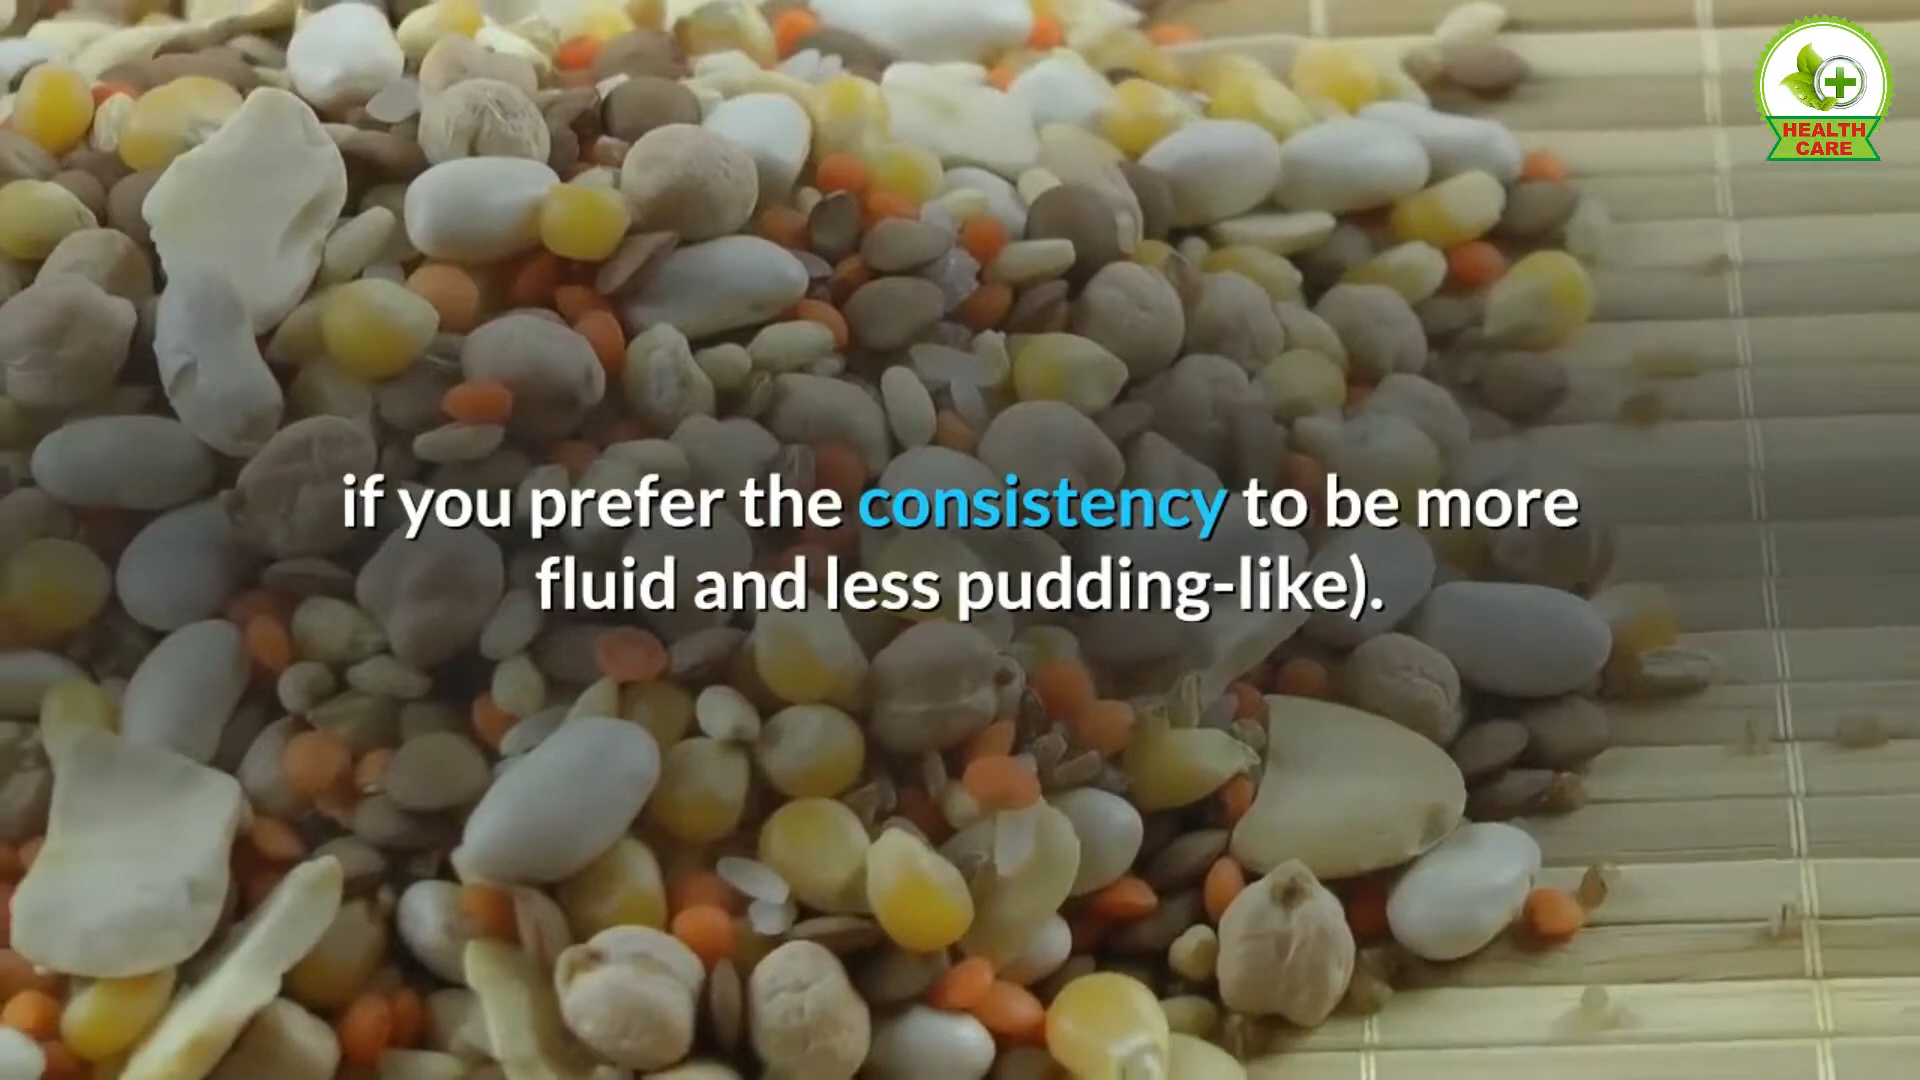 HEALTH
CARE
if you prefer the consistency to be more
fluid and less pudding-like).